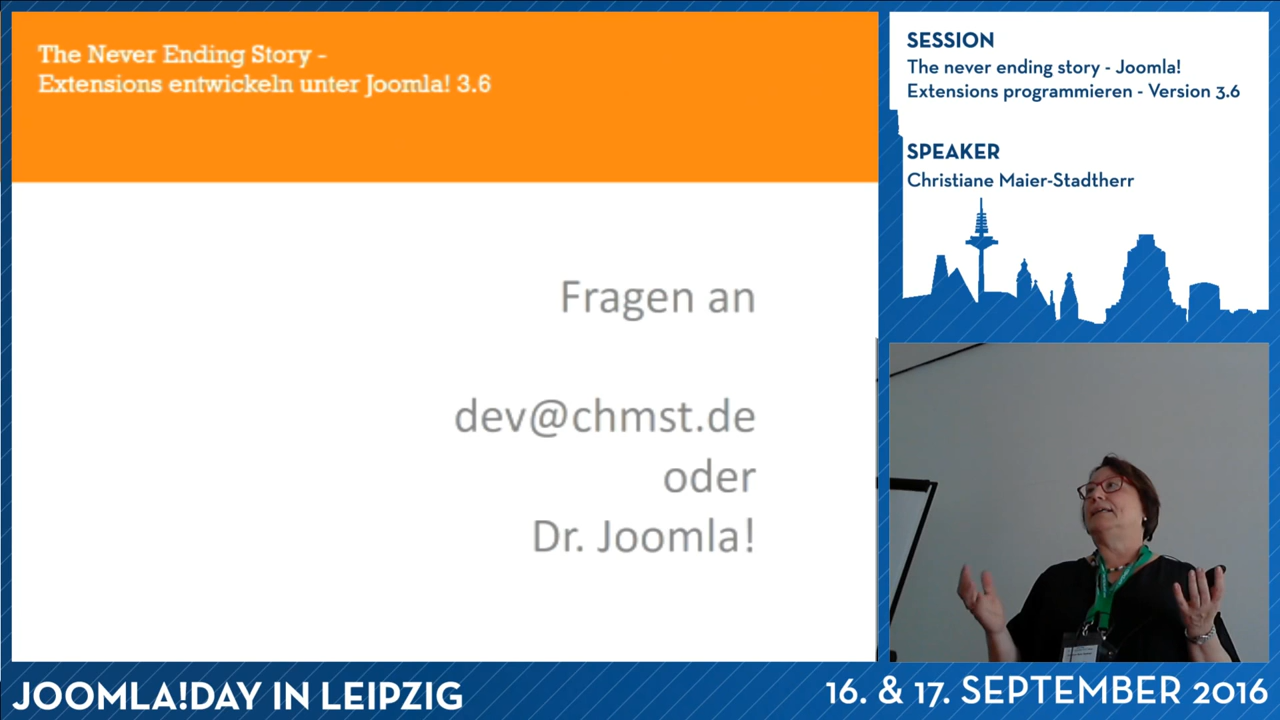 The Never Ending Story -
Extensions entwickeln unter Joomla! 3.6
Fragen an
dev@chmst.de
oder
Dr. Joomla!
SESSION
The never ending story - Joomla!
Extensions programmieren - Version 3.6
SPEAKER
Christiane Maier-Stadtherr
JOOMLA!DAY IN LEIPZIG
16. & 17. SEPTEMBER 2016